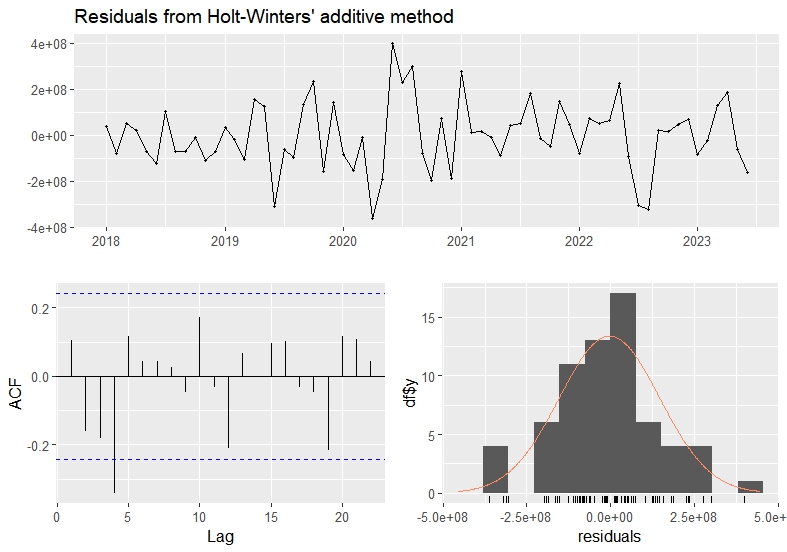 Residuals from Holt-Winters' additive method
4e+08
2e+08
0e+00
-2e+08
-4e+08
2018 2019 2020 2021 2022 2023
ACF
0.2
0.0
-0.2
0 5 10 15 20
Lag
df$y
15
10
5
0
-5.0e+08 -2.5e+08 0.0e+00 2.5e+08 5.0e+
residuals